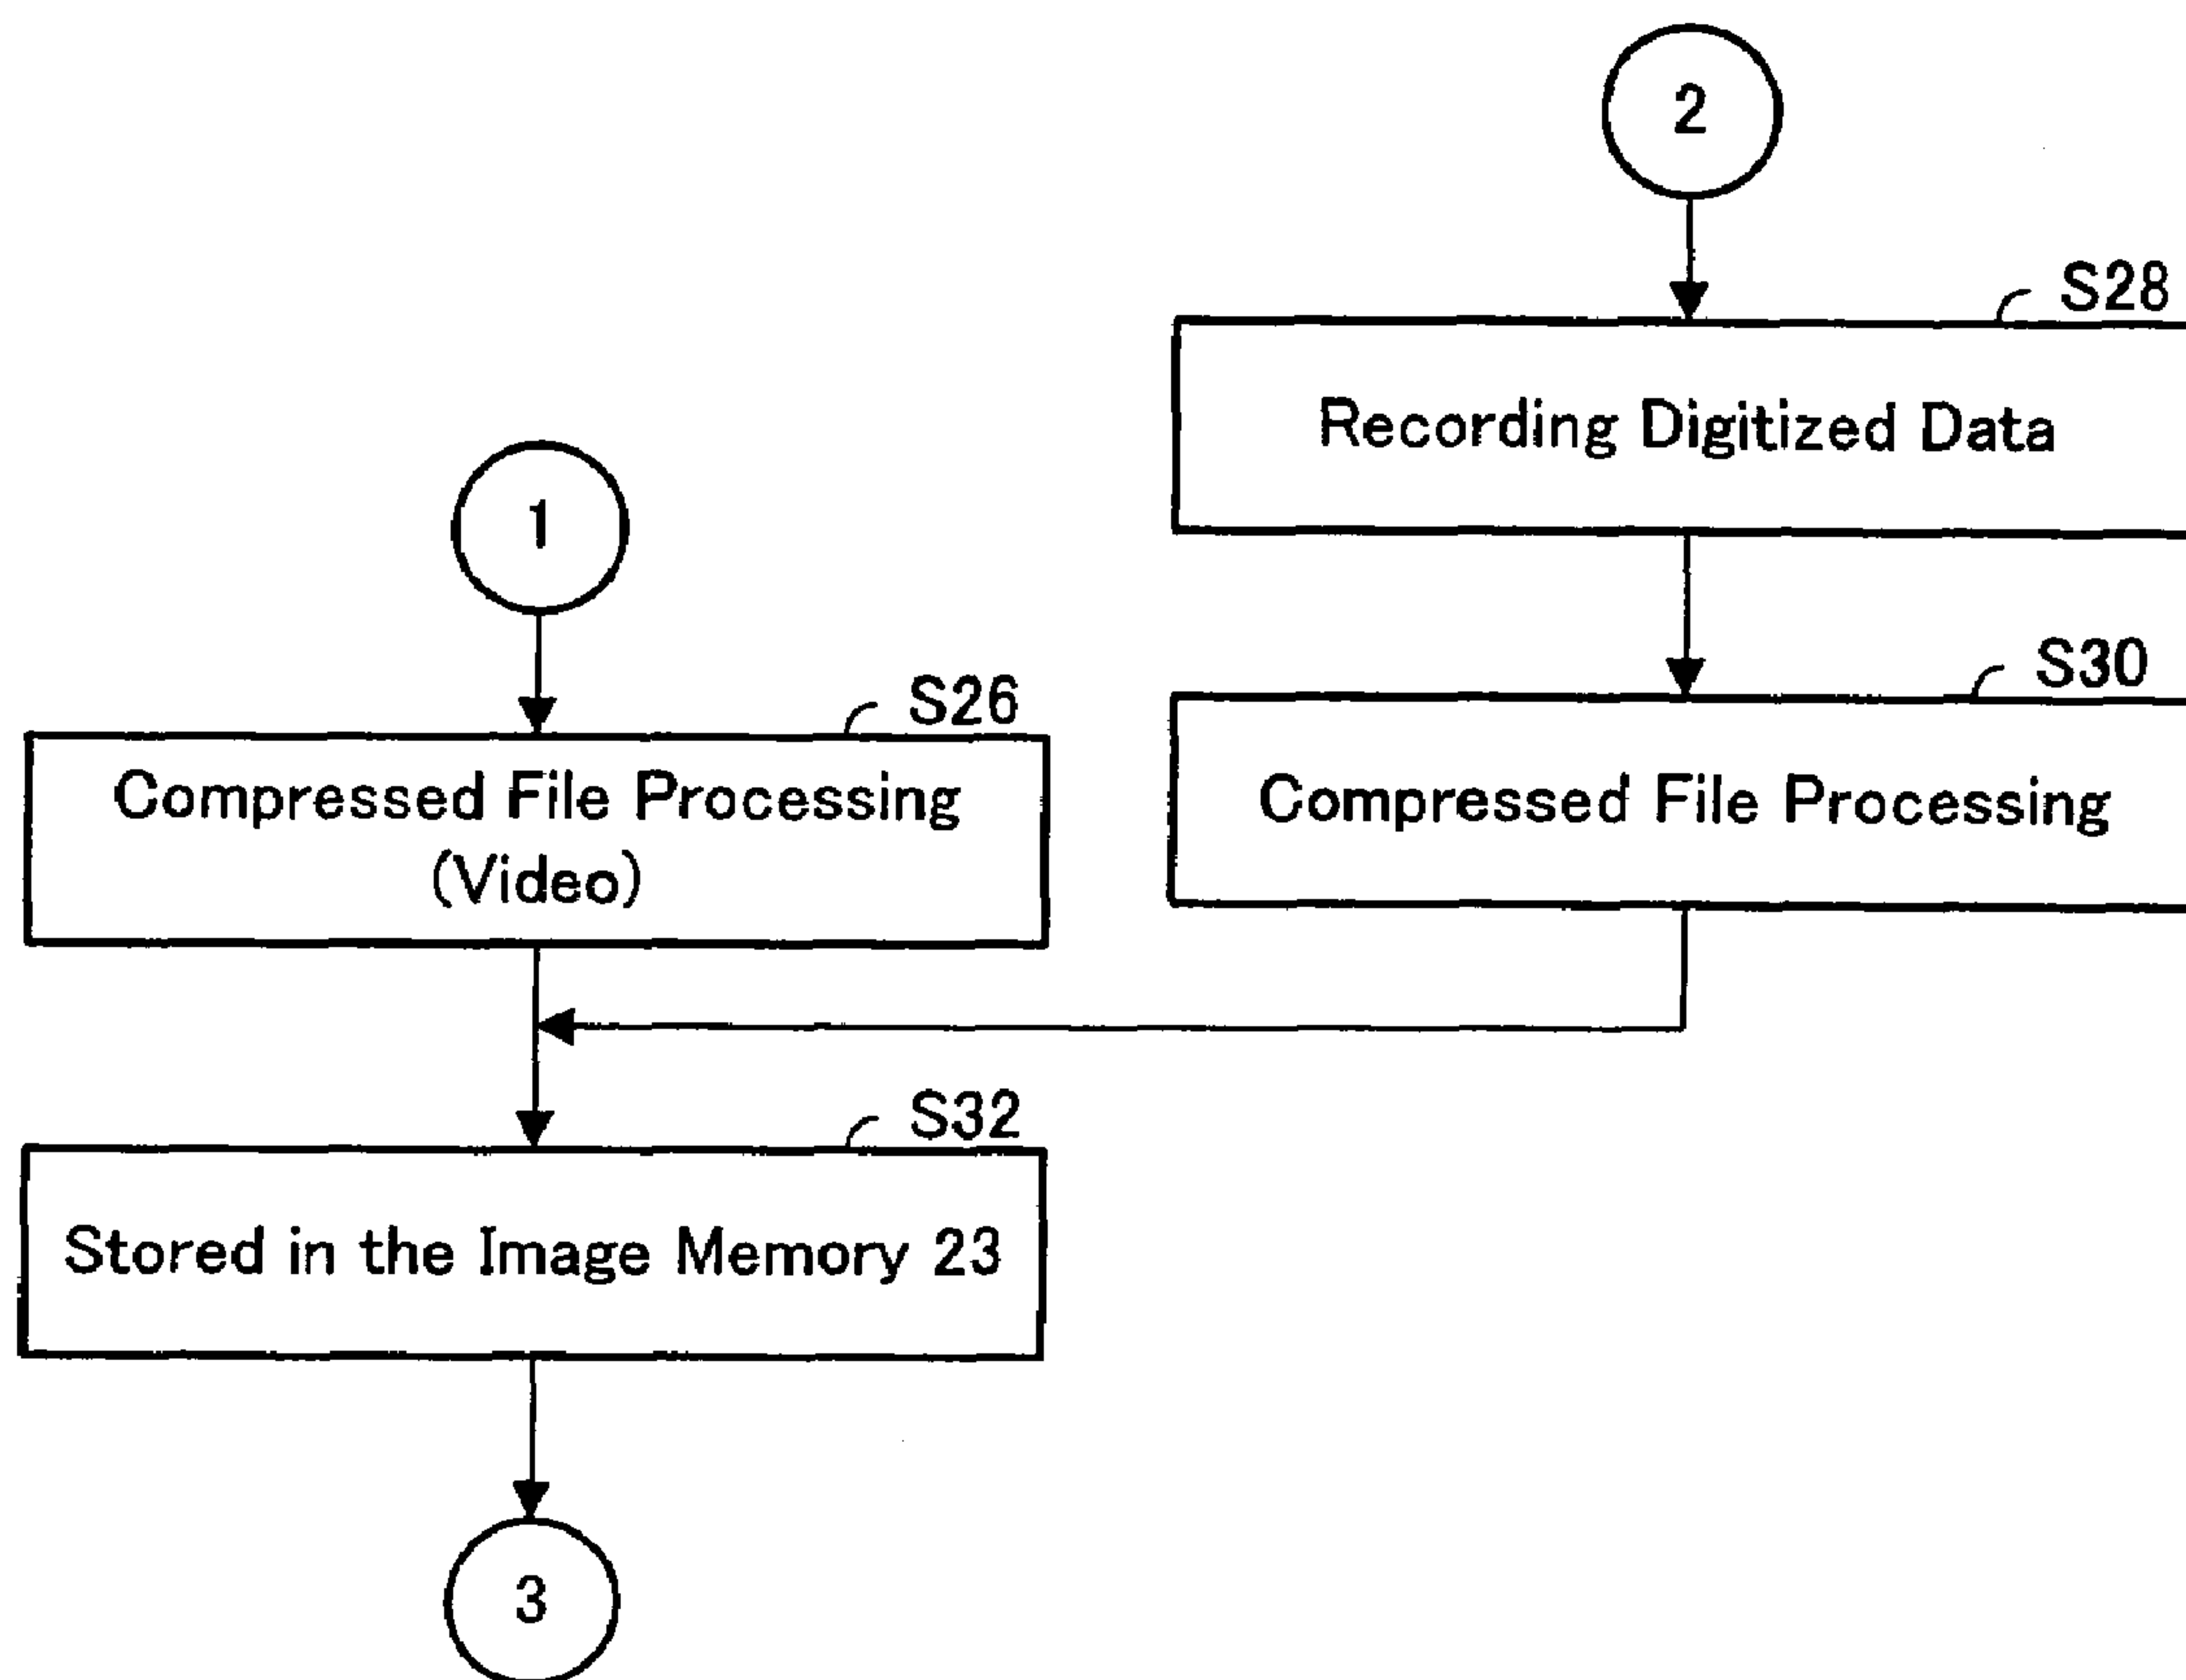 2
S28
Recording Digitized Data
1
S30
S26
Compressed File Processing
(Video)
Compressed File Processing
S32
Stored in the Image Memory 23
3